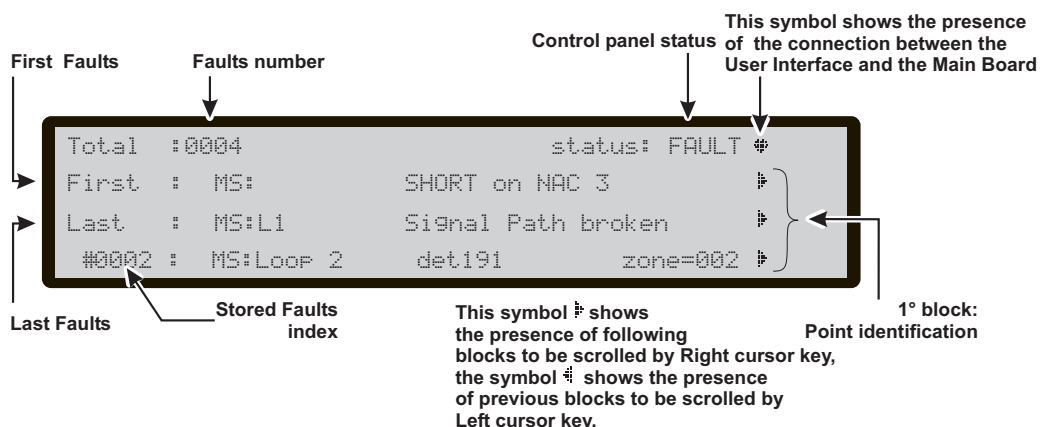 This symbol shows the presence
of the connection between the
User Interface and the Main Board
Control panel status
First Faults
Faults number
Total :0004 status: FAULT
First : MS: SHORT on NAC 3
Last : MS:L1 Signal Path broken
#0002 : MS:Loop 2 det191 zone=002
Last Faults
Stored Faults
index
This symbol shows
the presence of following
blocks to be scrolled by Right cursor key,
the symbol shows the presence
of previous blocks to be scrolled by
Left cursor key.
1° block:
Point identification